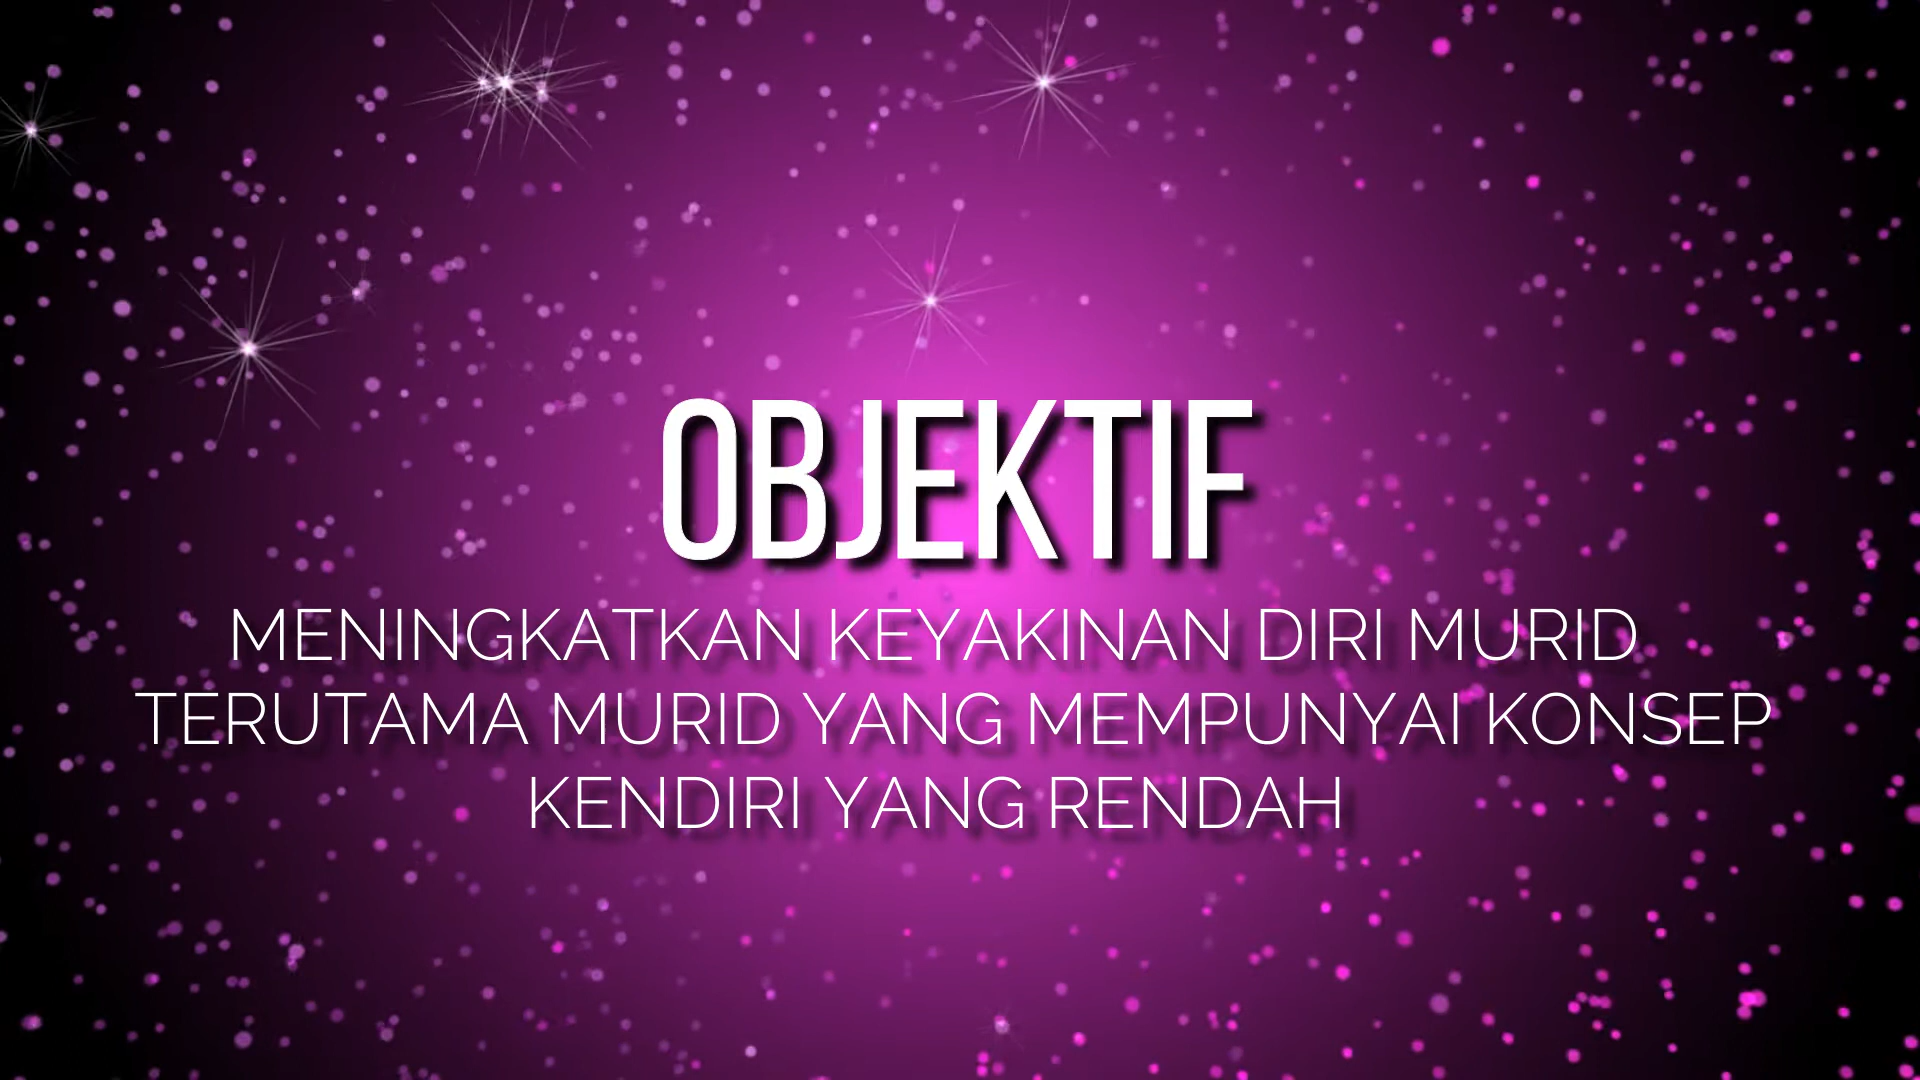 OBJEKTIF
MENINGKATKAN KEYAKINAN DIRI MURID
TERUTAMA MURID YANG MEMPUNYAI KONSEP
KENDIRI YANG RENDAH